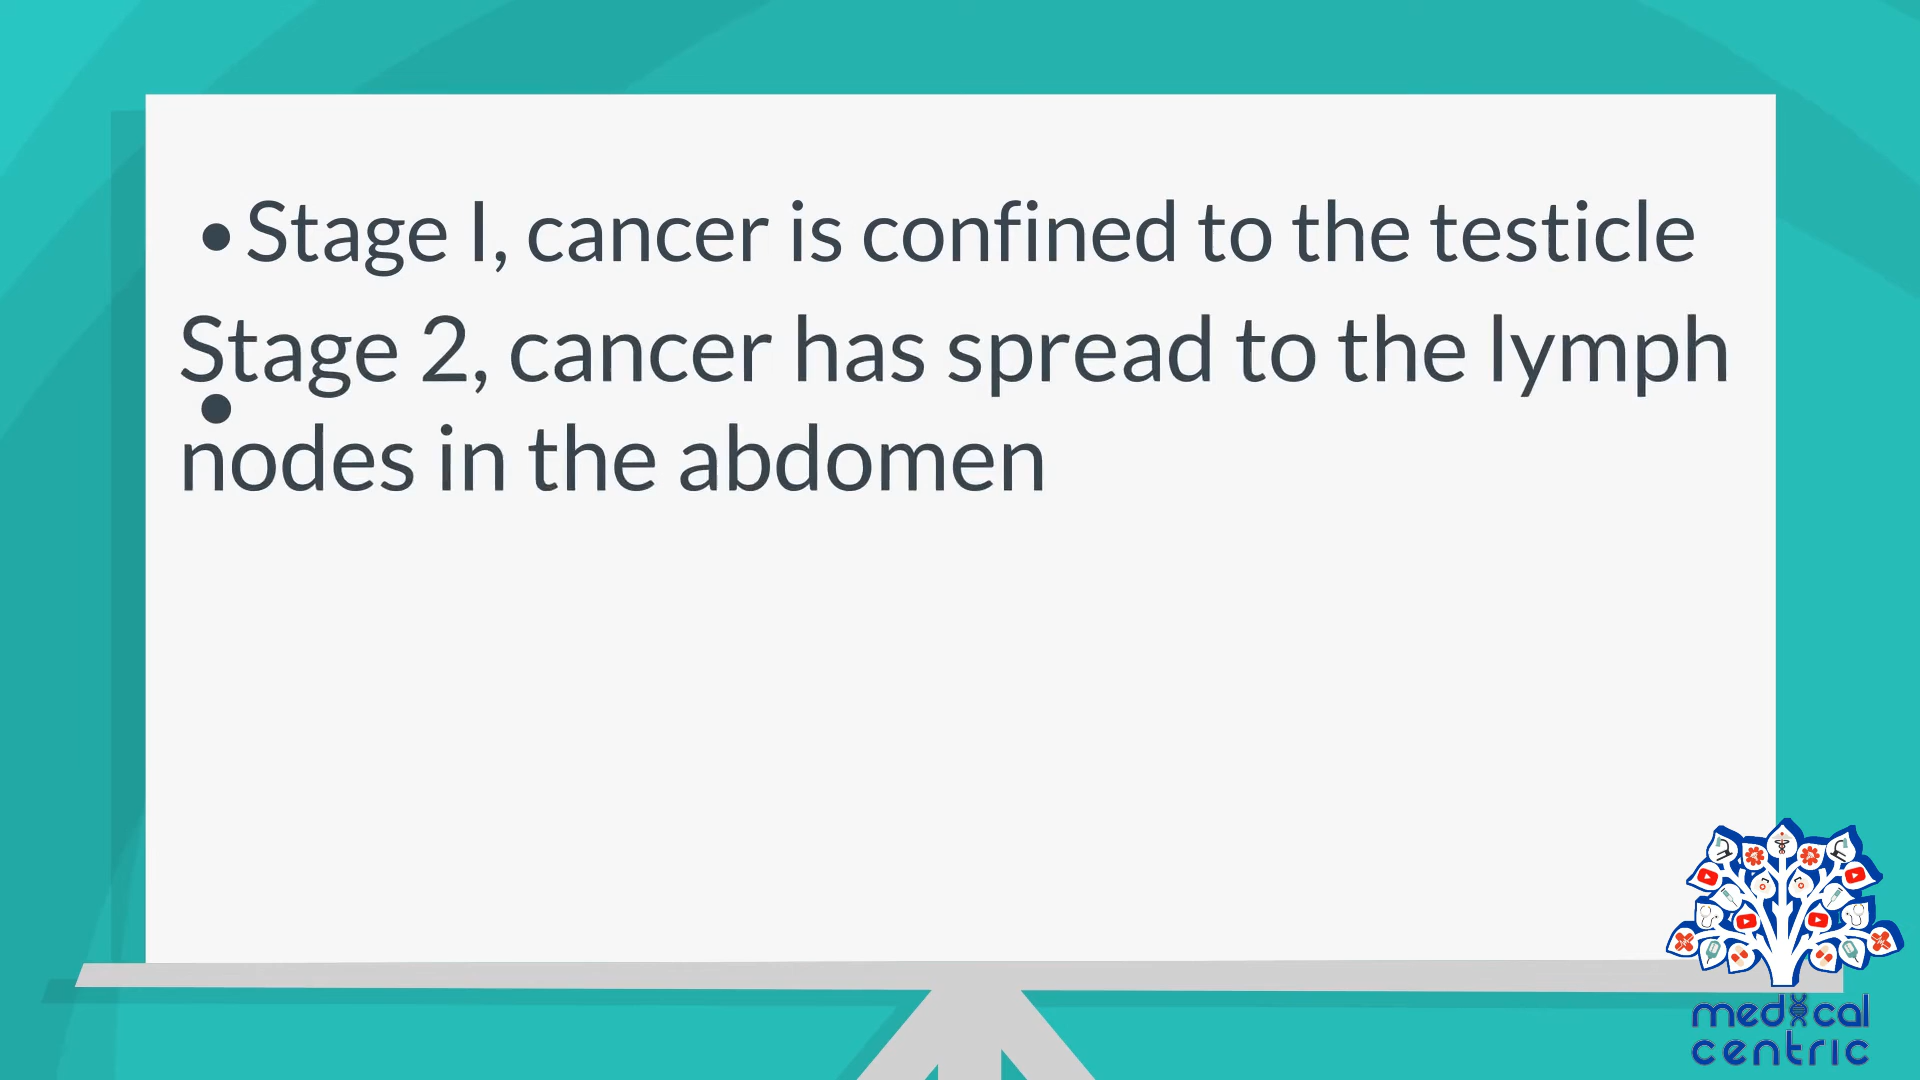 • Stage I, cancer is confined to the testicle
• Stage 2, cancer has spread to the lymph
nodes in the abdomen
medical
centric